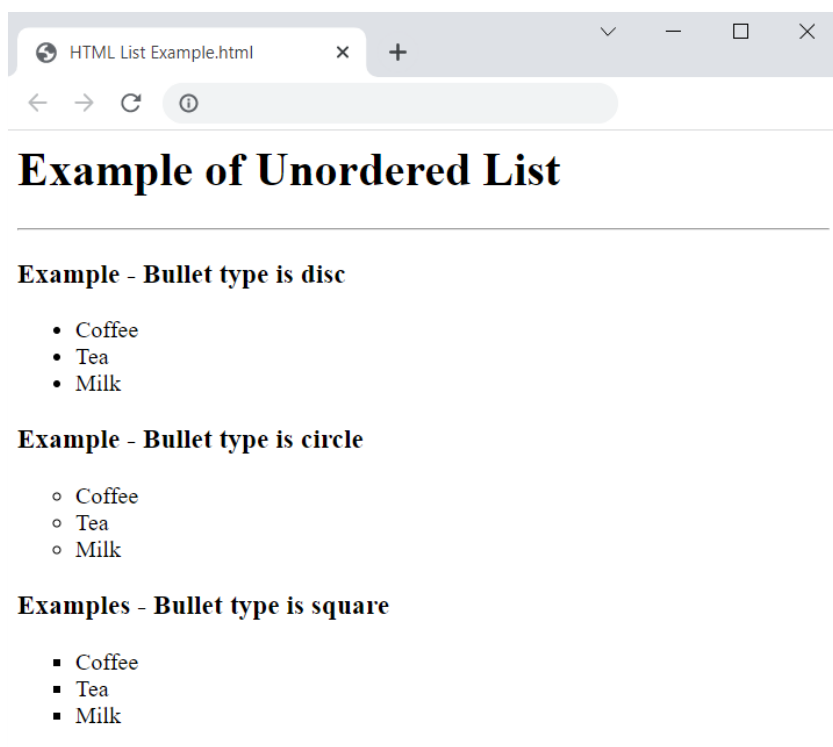 HTML List Example.html
Example of Unordered List
Example - Bullet type is disc
• Coffee
• Tea
• Milk
Example - Bullet type is circle
◦ Coffee
◦ Tea
◦ Milk
Examples - Bullet type is square
▪ Coffee
▪ Tea
▪ Milk